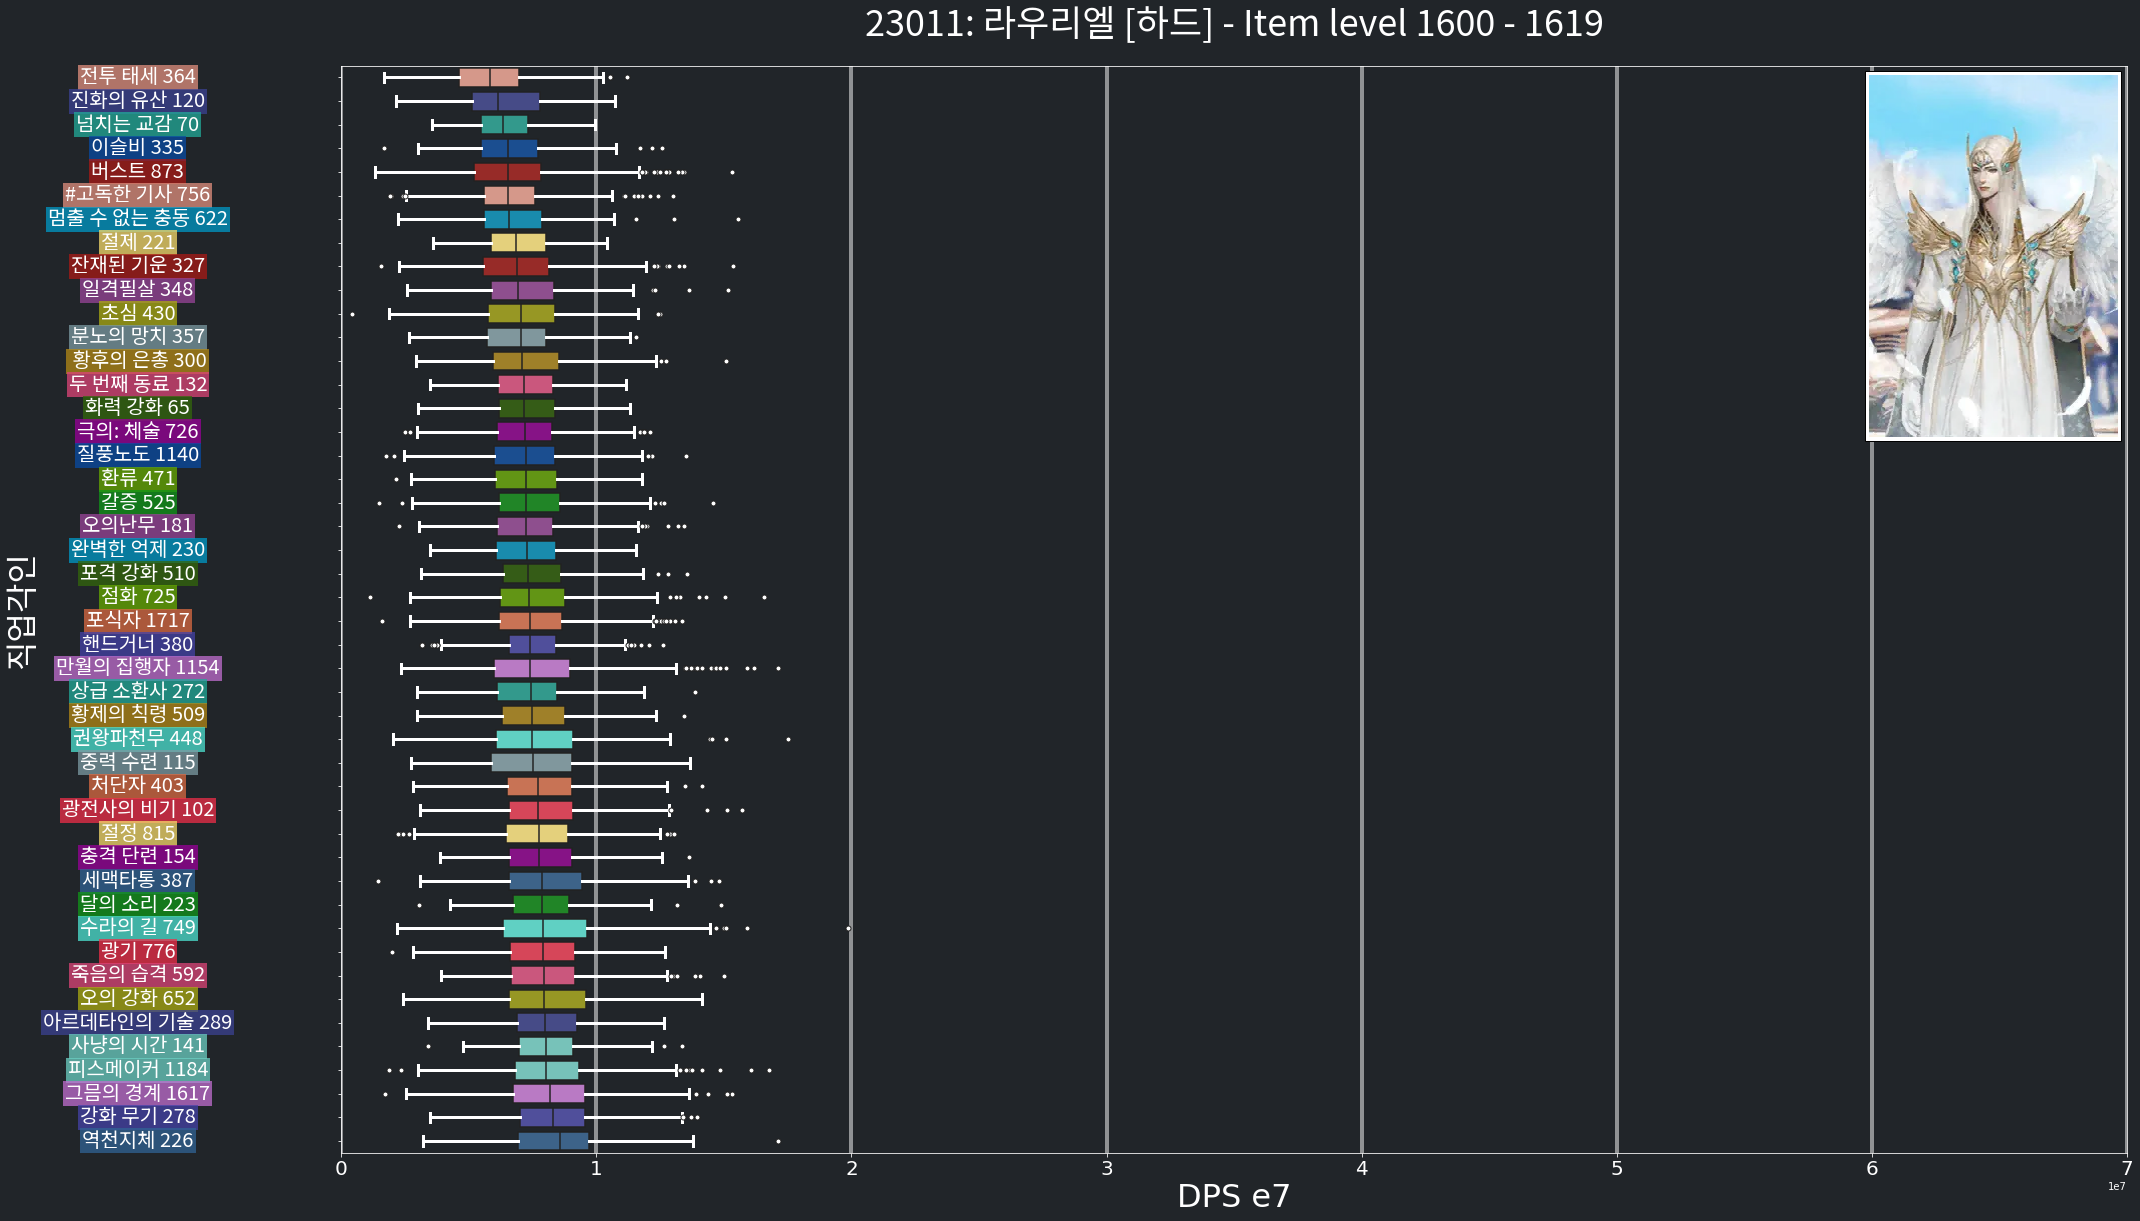 23011: 라우리엘 [하드] - Item level 1600 - 1619
전투 태세 364
진화의 유산 120
넘치는 교감 70
이슬비 335
버스트 873
#고독한 기사 756
멈출 수 없는 충동 622
절제 221
잔재된 기운 327
일격필살 348
초심 430
분노의 망치 357
황후의 은총 300
두 번째 동료 132
화력 강화 65
극의: 체술 726
질풍노도 1140
환류 471
갈증 525
오의난무 181
완벽한 억제 230
포격 강화 510
점화 725
포식자 1717
핸드거너 380
만월의 집행자 1154
상급 소환사 272
황제의 칙령 509
권왕파천무 448
중력 수련 115
처단자 403
광전사의 비기 102
절정 815
충격 단련 154
세맥타통 387
달의 소리 223
수라의 길 749
광기 776
죽음의 습격 592
오의 강화 652
아르데타인의 기술 289
사냥의 시간 141
피스메이커 1184
그믐의 경계 1617
강화 무기 278
역천지체 226
직업각인
0 1 2 3 4 5 6 7
1e7
DPS e7